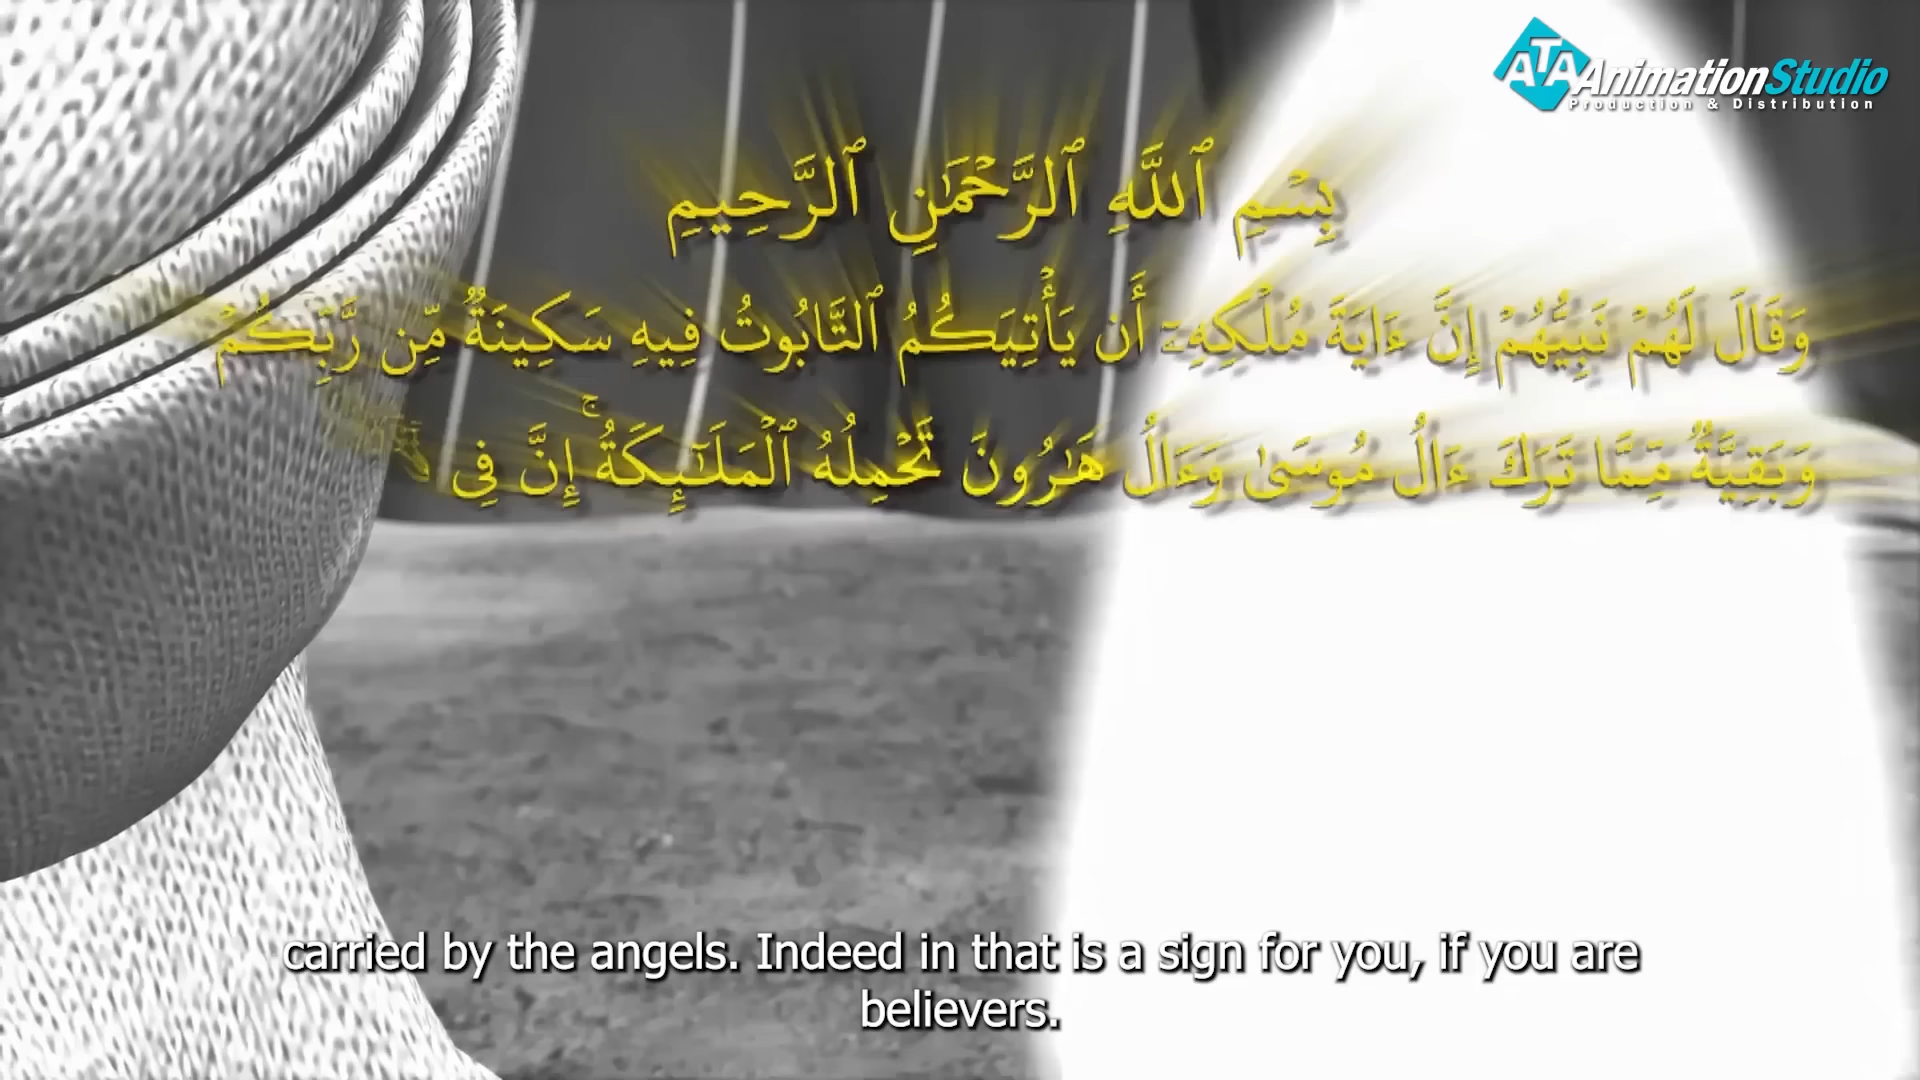 ATA AnimationStudio
Production & Distribution
بِسْمِ ٱللَّهِ ٱلرَّحْمَٰنِ ٱلرَّحِيمِ
وَقَالَ لَهُمْ نَبِيُّهُمْ إِنَّ ءَايَةَ مُلْكِهِۦٓ أَن يَأْتِيَكُمُ ٱلتَّابُوتُ فِيهِ سَكِينَةٌ مِّن رَّبِّكُمْ
وَبَقِيَّةٌ مِّمَّا تَرَكَ ءَالُ مُوسَىٰ وَءَالُ هَٰرُونَ تَحْمِلُهُ ٱلْمَلَٰٓئِكَةُ ۚ إِنَّ فِى
carried by the angels. Indeed in that is a sign for you, if you are
believers.